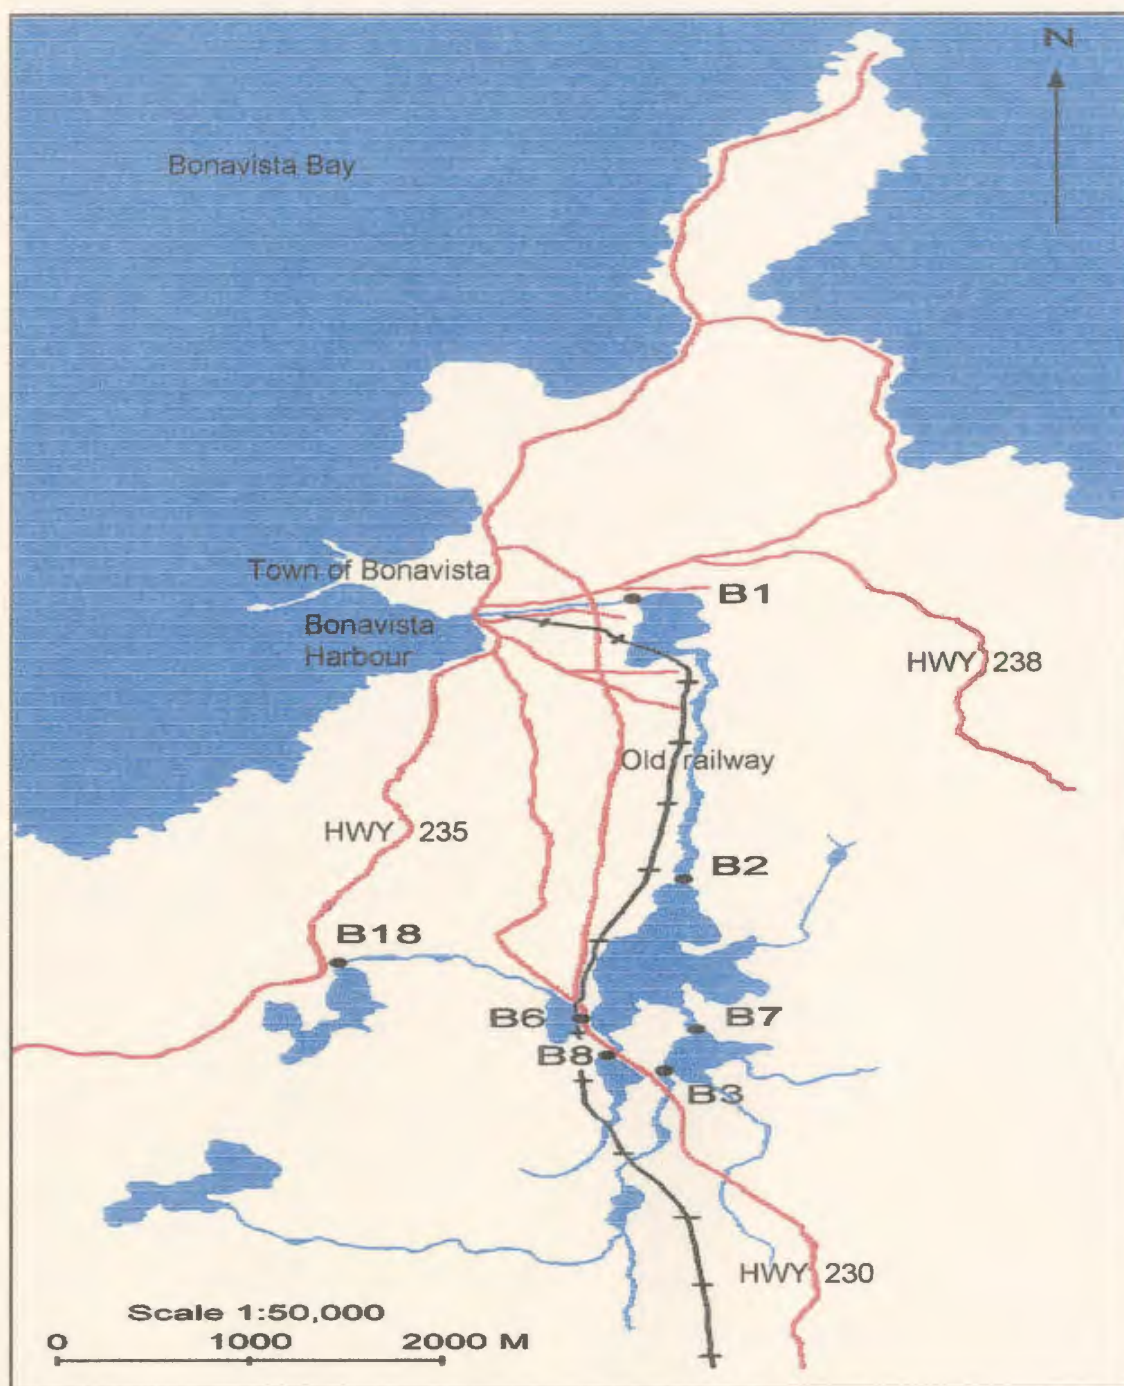 N
Bonavista Bay
Town of Bonavista
B1
Bonavista
Harbour
HWY 238
Old railway
HWY 235
B2
B18
B6
B7
B8
B3
HWY 230
Scale 1:50,000
0 1000 2000 M